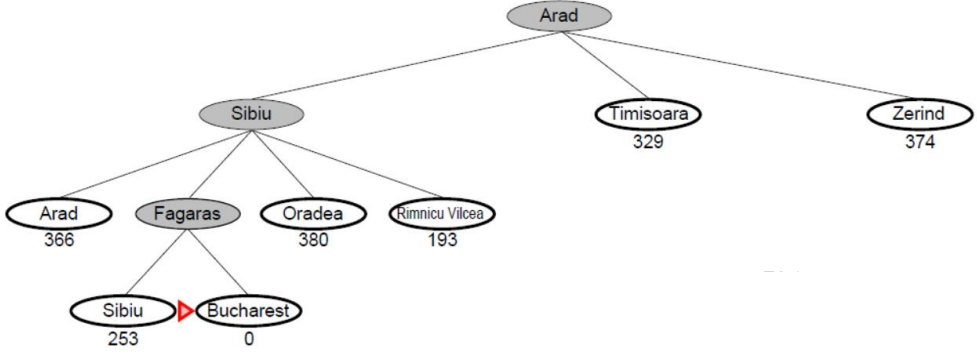 Arad
Sibiu
Timisoara
Zerind
329
374
Arad
Fagaras
Oradea
Rimnicu Vilcea
366
380
193
Sibiu
Bucharest
253
0